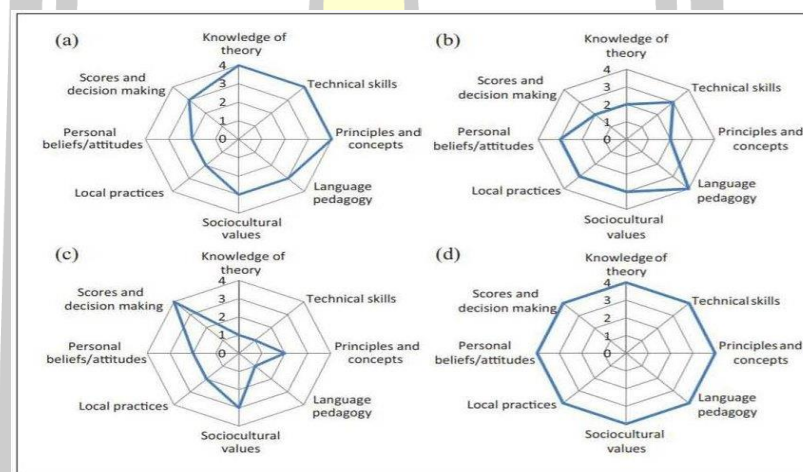 (a)
Knowledge of
theory
4
3
2
1
0
Technical skills
Principles and
concepts
Language
pedagogy
Sociocultural
values
Local practices
Personal
beliefs/attitudes
Scores and
decision making
(b)
Knowledge of
theory
4
3
2
1
0
Technical skills
Principles and
concepts
Language
pedagogy
Sociocultural
values
Local practices
Personal
beliefs/attitudes
Scores and
decision making
(c)
Knowledge of
theory
4
3
2
1
0
Technical skills
Principles and
concepts
Language
pedagogy
Sociocultural
values
Local practices
Personal
beliefs/attitudes
Scores and
decision making
(d)
Knowledge of
theory
4
3
2
1
0
Technical skills
Principles and
concepts
Language
pedagogy
Sociocultural
values
Local practices
Personal
beliefs/attitudes
Scores and
decision making